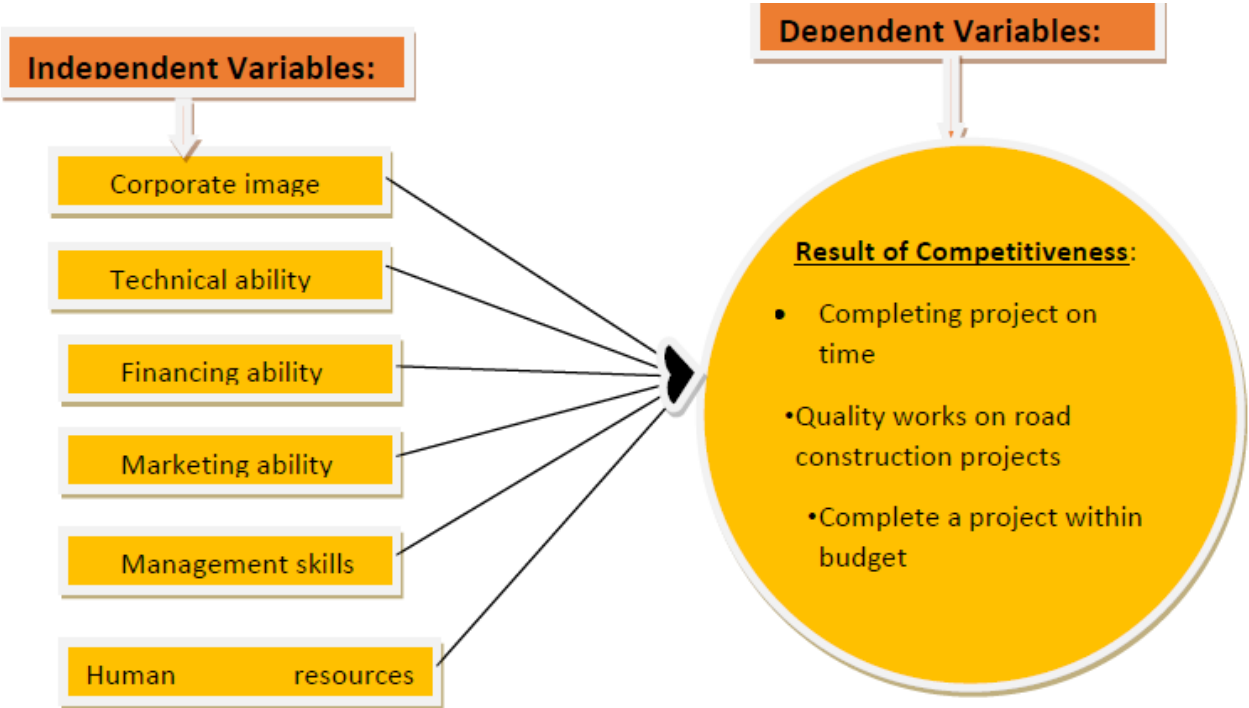 Independent Variables:
Corporate image
Technical ability
Financing ability
Marketing ability
Management skills
Human resources
Dependent Variables:
Result of Competitiveness:
• Completing project on
time
•Quality works on road
construction projects
•Complete a project within
budget